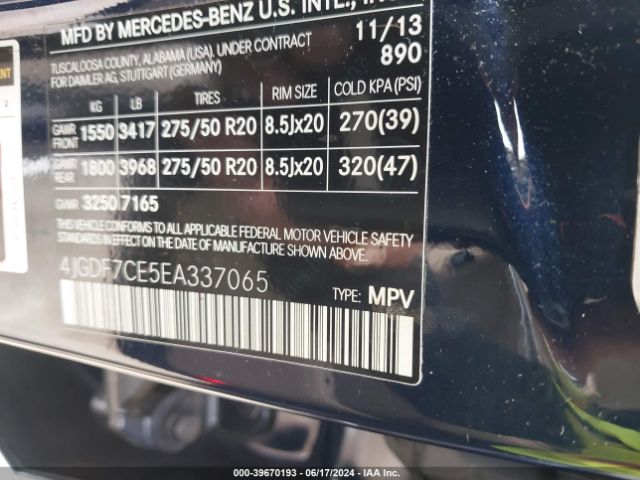 MFD BY MERCEDES-BENZ U.S. INT'L., IN
TUSCALOOSA COUNTY, ALABAMA (USA), UNDER CONTRACT
FOR DAIMLER AG, STUTTGART (GERMANY)
11/13
890
KG LB TIRES RIM SIZE COLD KPA(PSI)
GAWR FRONT 1550 3417 275/50 R20 8.5Jx20 270(39)
GAWR REAR 1800 3968 275/50 R20 8.5Jx20 320(47)
GVWR 3250 7165
THIS VEHICLE CONFORMS TO ALL APPLICABLE FEDERAL MOTOR VEHICLE SAFETY
STANDARDS IN EFFECT ON THE DATE OF MANUFACTURE SHOWN ABOVE.
4JGDF7CE5EA337065
TYPE: MPV
000-39670193 - 06/17/2024 - IAAI.COM